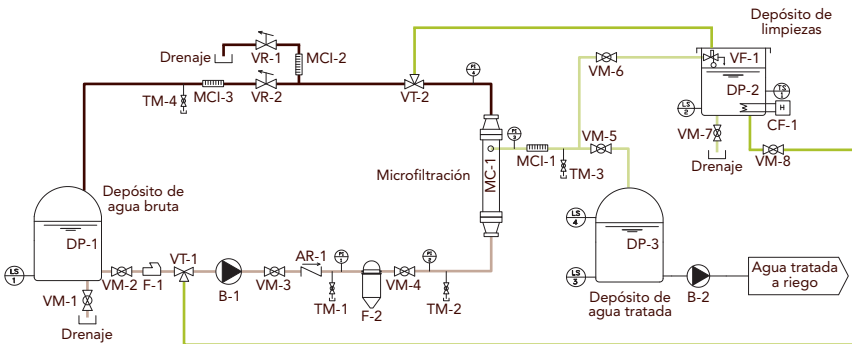 Depósito de
limpiezas
Drenaje
VR-1
MCI-2
VF-1
VM-6
DP-2
TS
1
TM-4
MCI-3
VR-2
VT-2
PI
4
LS
2
H
CF-1
VM-7
VM-8
Drenaje
PI
3
VM-5
MCI-1
TM-3
Microfiltración
MC-1
Depósito de
agua bruta
DP-1
LS
1
VM-1
Drenaje
VM-2
F-1
VT-1
B-1
VM-3
AR-1
PI
1
TM-1
F-2
VM-4
PI
2
TM-2
LS
4
DP-3
LS
3
Depósito de
agua tratada
B-2
Agua tratada
a riego